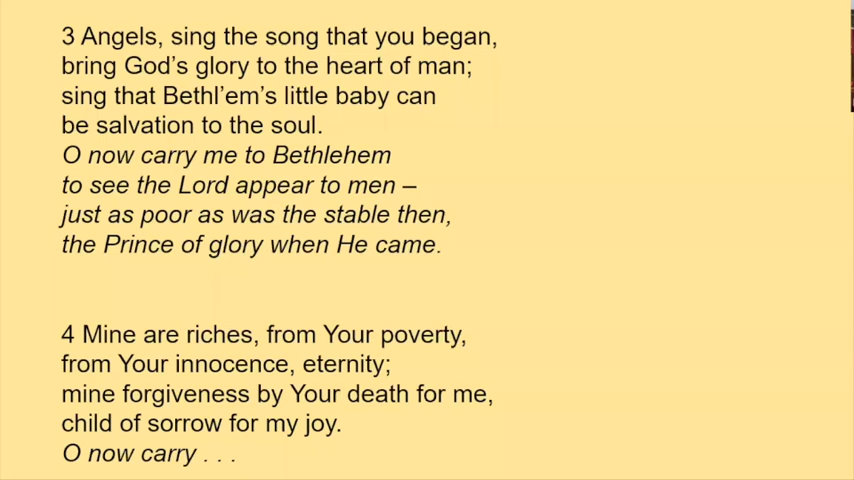 3 Angels, sing the song that you began,
bring God’s glory to the heart of man;
sing that Bethl’em’s little baby can
be salvation to the soul.
O now carry me to Bethlehem
to see the Lord appear to men –
just as poor as was the stable then,
the Prince of glory when He came.
4 Mine are riches, from Your poverty,
from Your innocence, eternity;
mine forgiveness by Your death for me,
child of sorrow for my joy.
O now carry . . .